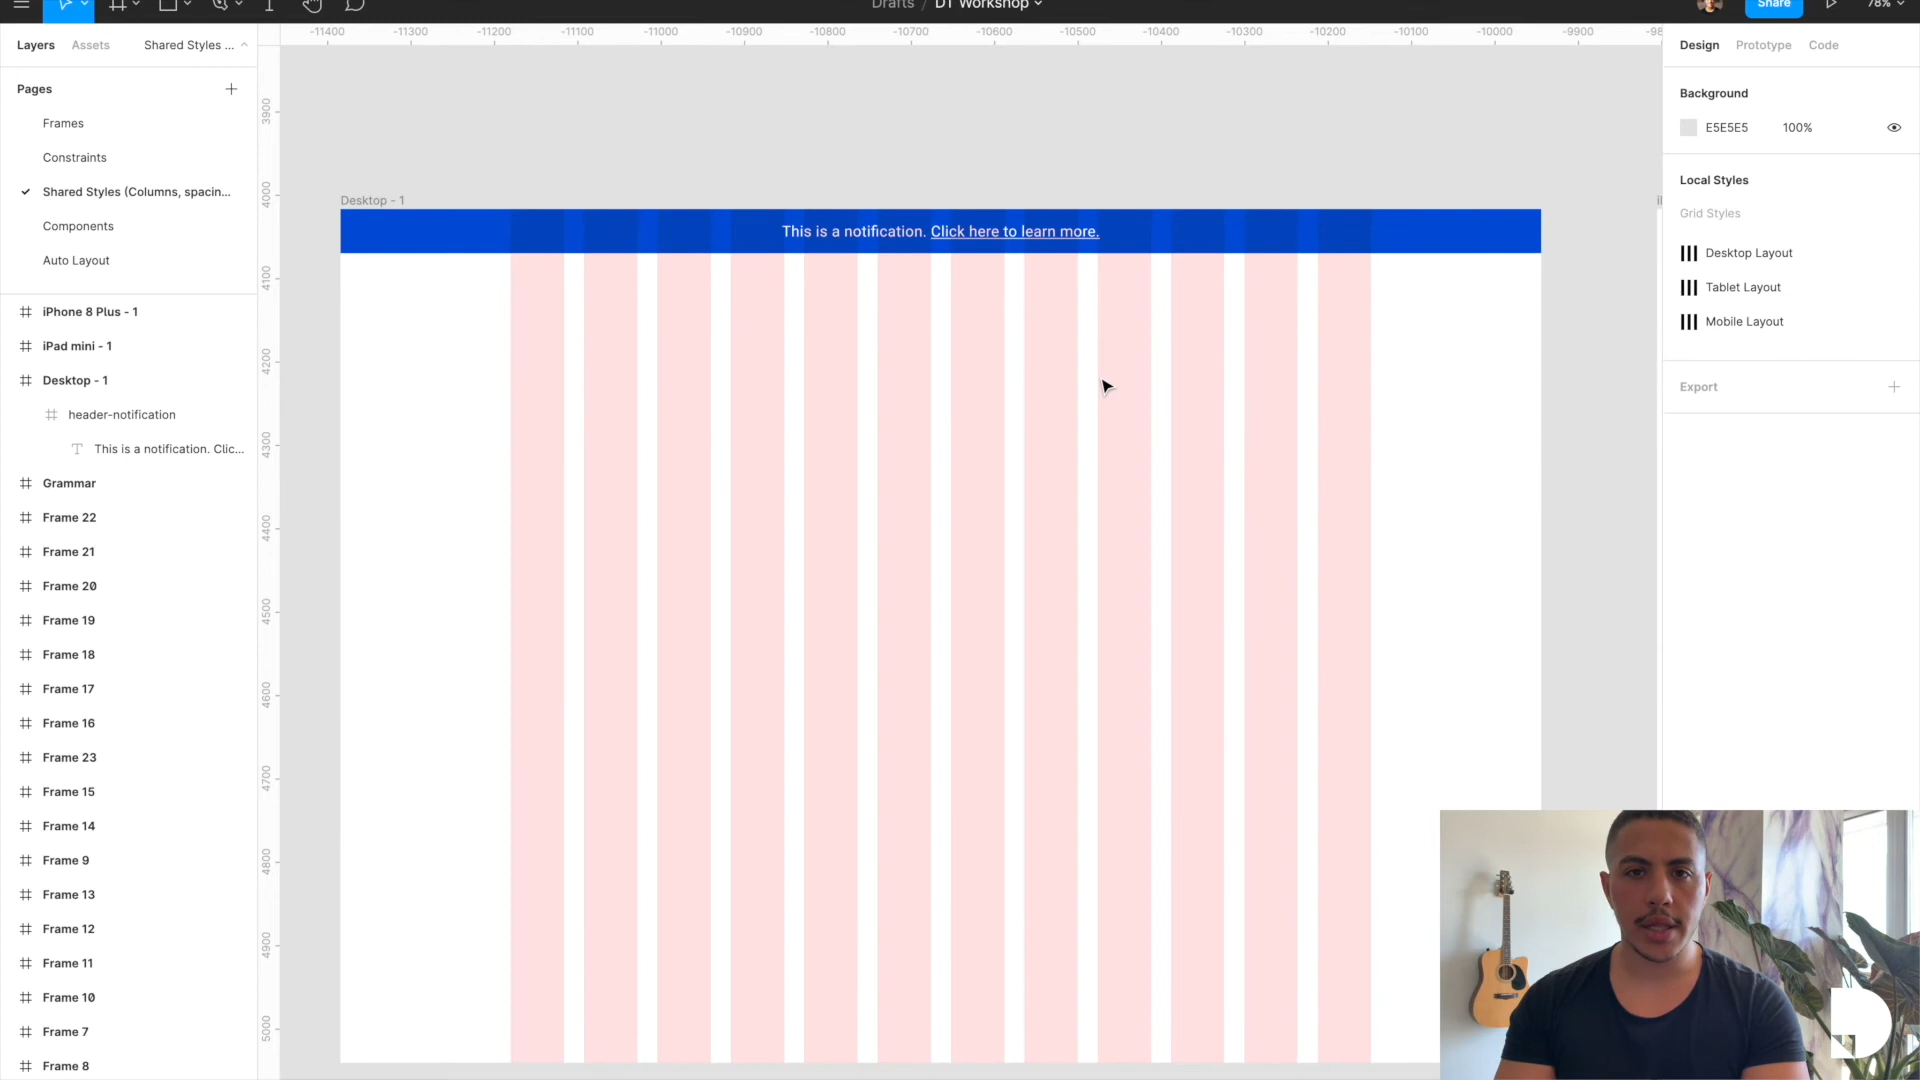 Drafts / DT Workshop
Share
78%
Layers
Assets
Shared Styles ...
Pages
Frames
Constraints
Shared Styles (Columns, spacin...
Components
Auto Layout
iPhone 8 Plus - 1
iPad mini - 1
Desktop - 1
header-notification
This is a notification. Clic...
Grammar
Frame 22
Frame 21
Frame 20
Frame 19
Frame 18
Frame 17
Frame 16
Frame 23
Frame 15
Frame 14
Frame 9
Frame 13
Frame 12
Frame 11
Frame 10
Frame 7
Frame 8
-11400 -11300 -11200 -11100 -11000 -10900 -10800 -10700 -10600 -10500 -10400 -10300 -10200 -10100 -10000 -9900 -98
3900
4000
4100
4200
4300
4400
4500
4600
4700
4800
4900
5000
Desktop - 1
This is a notification. Click here to learn more.
Design
Prototype
Code
Background
E5E5E5 100%
Local Styles
Grid Styles
Desktop Layout
Tablet Layout
Mobile Layout
Export